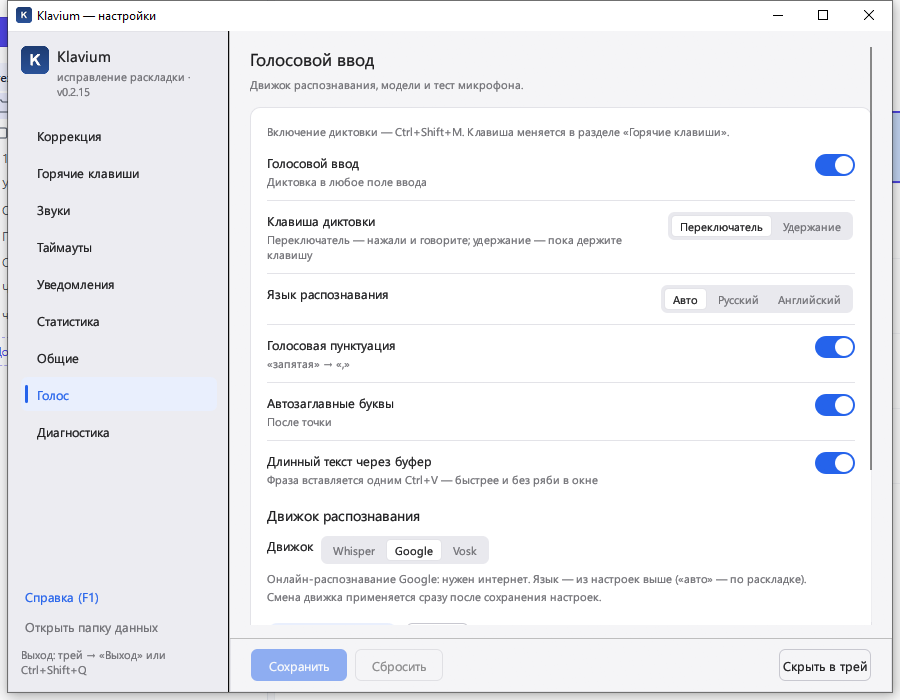 Klavium — настройки
K
Klavium
исправление раскладки ·
v0.2.15
Коррекция
Горячие клавиши
Звуки
Таймауты
Уведомления
Статистика
Общие
Голос
Диагностика
Справка (F1)
Открыть папку данных
Выход: трей → «Выход» или
Ctrl+Shift+Q
Голосовой ввод
Движок распознавания, модели и тест микрофона.
Включение диктовки — Ctrl+Shift+M. Клавиша меняется в разделе «Горячие клавиши».
Голосовой ввод
Диктовка в любое поле ввода
Клавиша диктовки
Переключатель — нажали и говорите; удержание — пока держите
клавишу
Переключатель Удержание
Язык распознавания
Авто Русский Английский
Голосовая пунктуация
«запятая» → «,»
Автозаглавные буквы
После точки
Длинный текст через буфер
Фраза вставляется одним Ctrl+V — быстрее и без ряби в окне
Движок распознавания
Движок Whisper Google Vosk
Онлайн-распознавание Google: нужен интернет. Язык — из настроек выше («авто» — по раскладке).
Смена движка применяется сразу после сохранения настроек.
Сохранить Сбросить Скрыть в трей